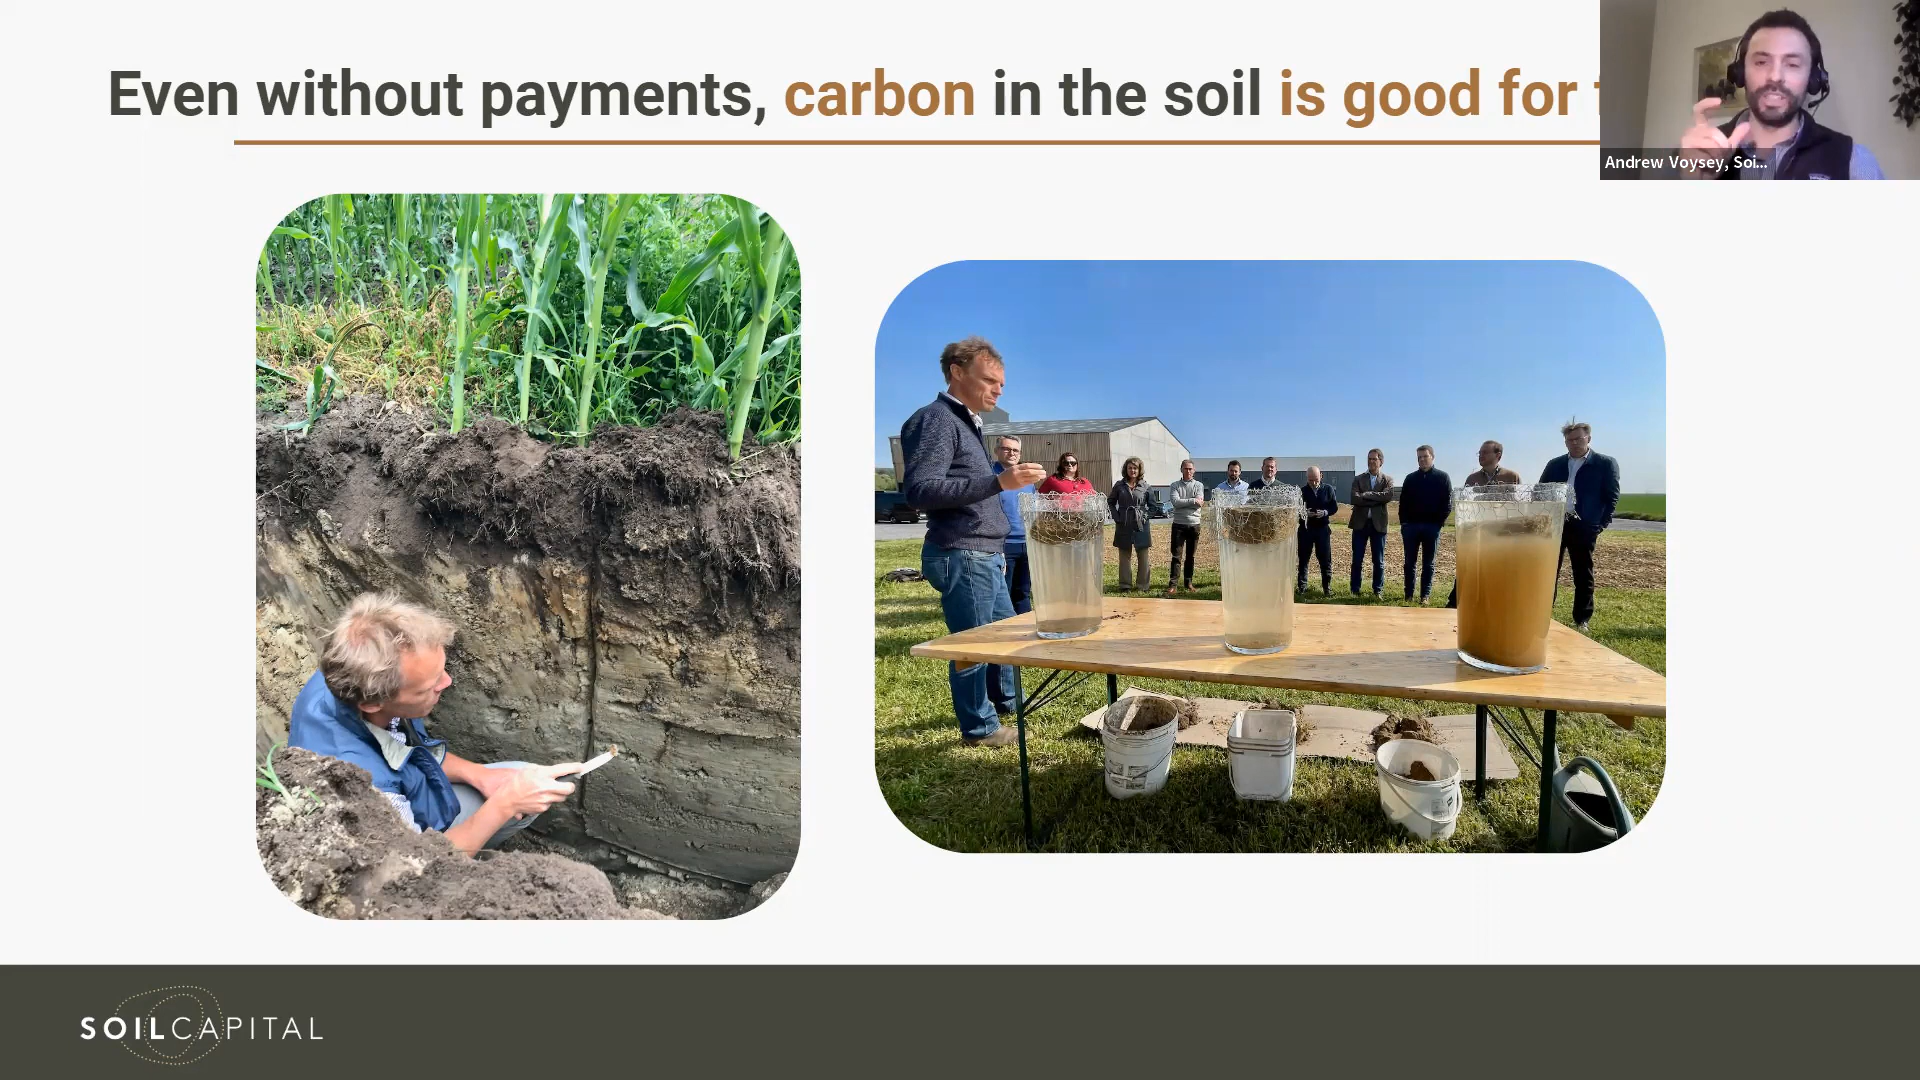 Even without payments, carbon in the soil is good for
Andrew Voysey, Soi...
SOILCAPITAL